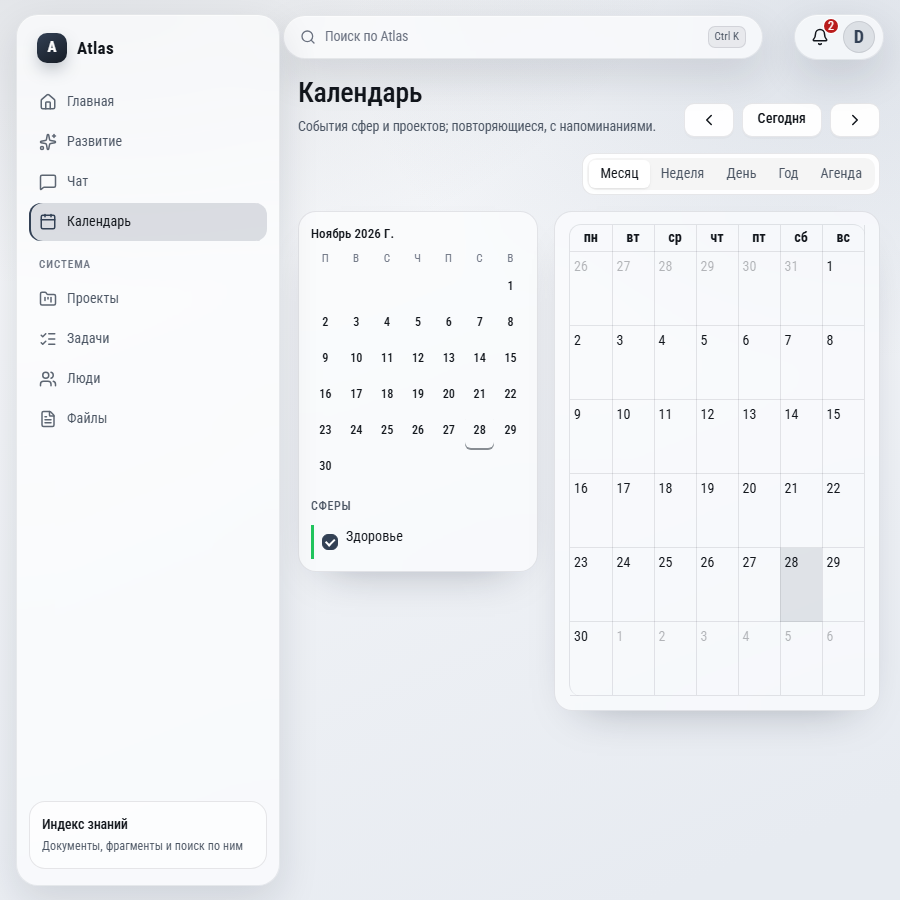 A Atlas
Главная
Развитие
Чат
Календарь
СИСТЕМА
Проекты
Задачи
Люди
Файлы
Индекс знаний
Документы, фрагменты и поиск по ним
Поиск по Atlas Ctrl K
2 D
Календарь
События сфер и проектов; повторяющиеся, с напоминаниями.
Сегодня
Месяц Неделя День Год Агенда
Ноябрь 2026 Г.
П В С Ч П С В
1
2 3 4 5 6 7 8
9 10 11 12 13 14 15
16 17 18 19 20 21 22
23 24 25 26 27 28 29
30
СФЕРЫ
Здоровье
пн вт ср чт пт сб вс
26 27 28 29 30 31 1
2 3 4 5 6 7 8
9 10 11 12 13 14 15
16 17 18 19 20 21 22
23 24 25 26 27 28 29
30 1 2 3 4 5 6